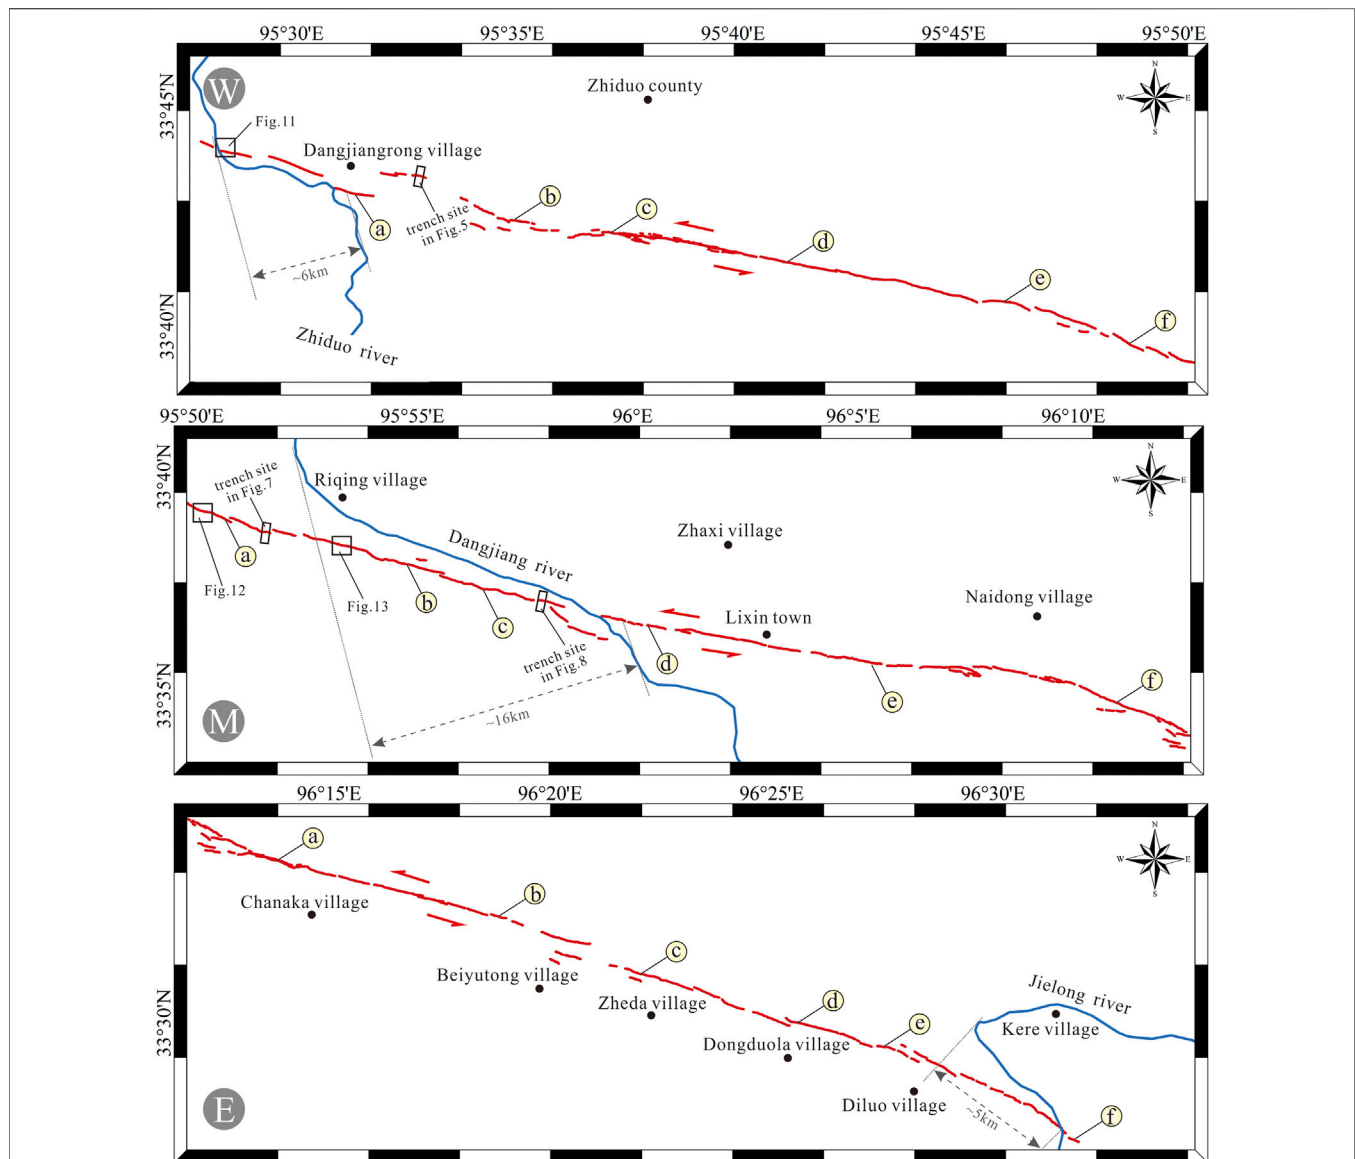 95°30'E 95°35'E 95°40'E 95°45'E 95°50'E
33°45'N
33°40'N
W
N
W E
S
Zhiduo county
Fig.11
Dangjiangrong village
trench site
in Fig.5
a
b
c
d
e
f
~6km
Zhiduo river
95°50'E 95°55'E 96°E 96°5'E 96°10'E
33°40'N
33°35'N
N
W E
S
trench site
in Fig.7
Riqing village
Dangjiang river
Zhaxi village
Naidong village
Lixin town
a
Fig.12
Fig.13
b
c
trench site
in Fig.8
d
e
f
~16km
M
96°15'E 96°20'E 96°25'E 96°30'E
33°30'N
N
W E
S
a
Chanaka village
b
Beiyutong village
c
Zheda village
d
Dongduola village
e
Diluo village
Jielong river
Kere village
~5km
f
E